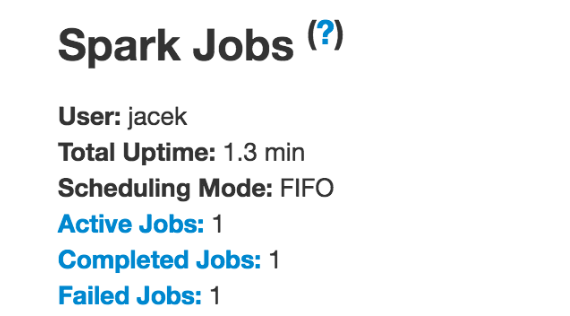 Spark Jobs (?)
User: jacek
Total Uptime: 1.3 min
Scheduling Mode: FIFO
Active Jobs: 1
Completed Jobs: 1
Failed Jobs: 1